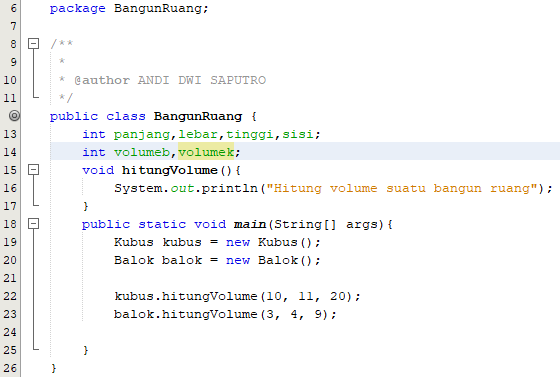 6 package BangunRuang;
7
8 /**
9 *
10 * @author ANDI DWI SAPUTRO
11 */
public class BangunRuang {
13 int panjang,lebar,tinggi,sisi;
14 int volumeb,volumek;
15 void hitungVolume(){
16 System.out.println("Hitung volume suatu bangun ruang");
17 }
18 public static void main(String[] args){
19 Kubus kubus = new Kubus();
20 Balok balok = new Balok();
21
22 kubus.hitungVolume(10, 11, 20);
23 balok.hitungVolume(3, 4, 9);
24
25 }
26 }